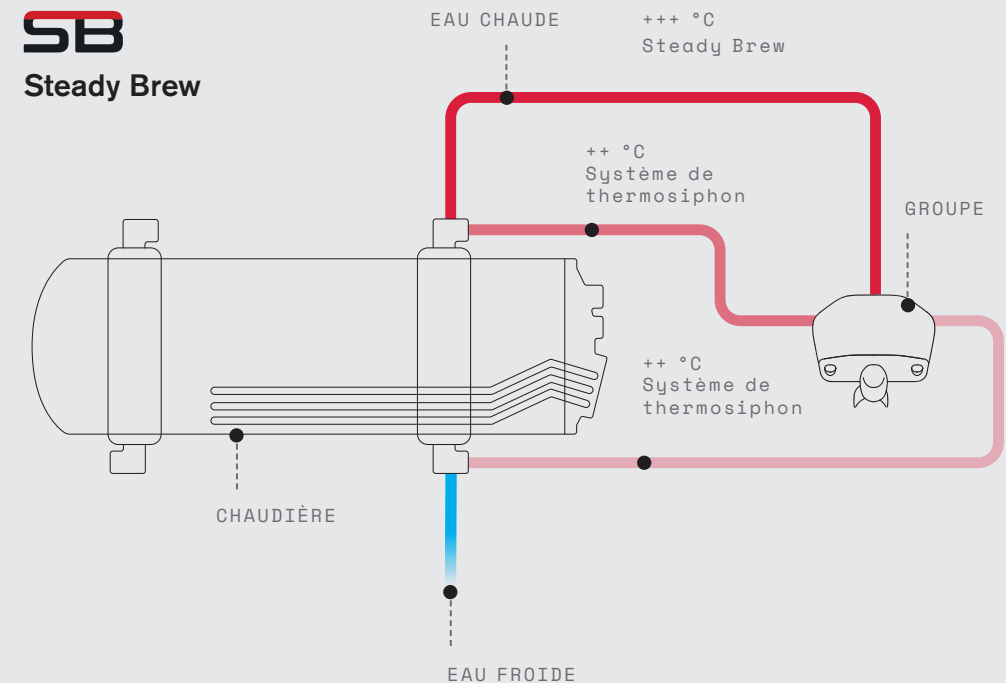 SB
Steady Brew
EAU CHAUDE
+++ °C
Steady Brew
++ °C
Système de
thermosiphon
GROUPE
++ °C
Système de
thermosiphon
CHAUDIÈRE
EAU FROIDE